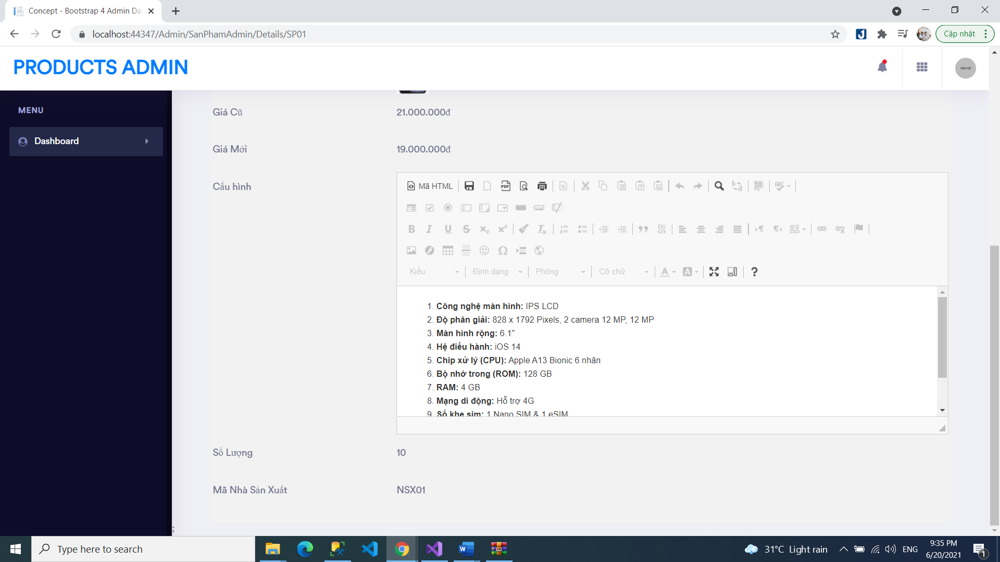 Concept - Bootstrap 4 Admin Da
localhost:44347/Admin/SanPhamAdmin/Details/SP01
Cập nhật
PRODUCTS ADMIN
MENU
Dashboard
Giá Cũ
21.000.000đ
Giá Mới
19.000.000đ
Cấu hình
Mã HTML
Kiểu
Định dạng
Phông
Cỡ chữ
1. Công nghệ màn hình: IPS LCD
2. Độ phân giải: 828 x 1792 Pixels, 2 camera 12 MP, 12 MP
3. Màn hình rộng: 6.1"
4. Hệ điều hành: iOS 14
5. Chip xử lý (CPU): Apple A13 Bionic 6 nhân
6. Bộ nhớ trong (ROM): 128 GB
7. RAM: 4 GB
8. Mạng di động: Hỗ trợ 4G
9. Số khe sim: 1 Nano SIM & 1 eSIM
Số Lượng
10
Mã Nhà Sản Xuất
NSX01
;
Type here to search
31°C Light rain
ENG
9:35 PM
6/20/2021
1